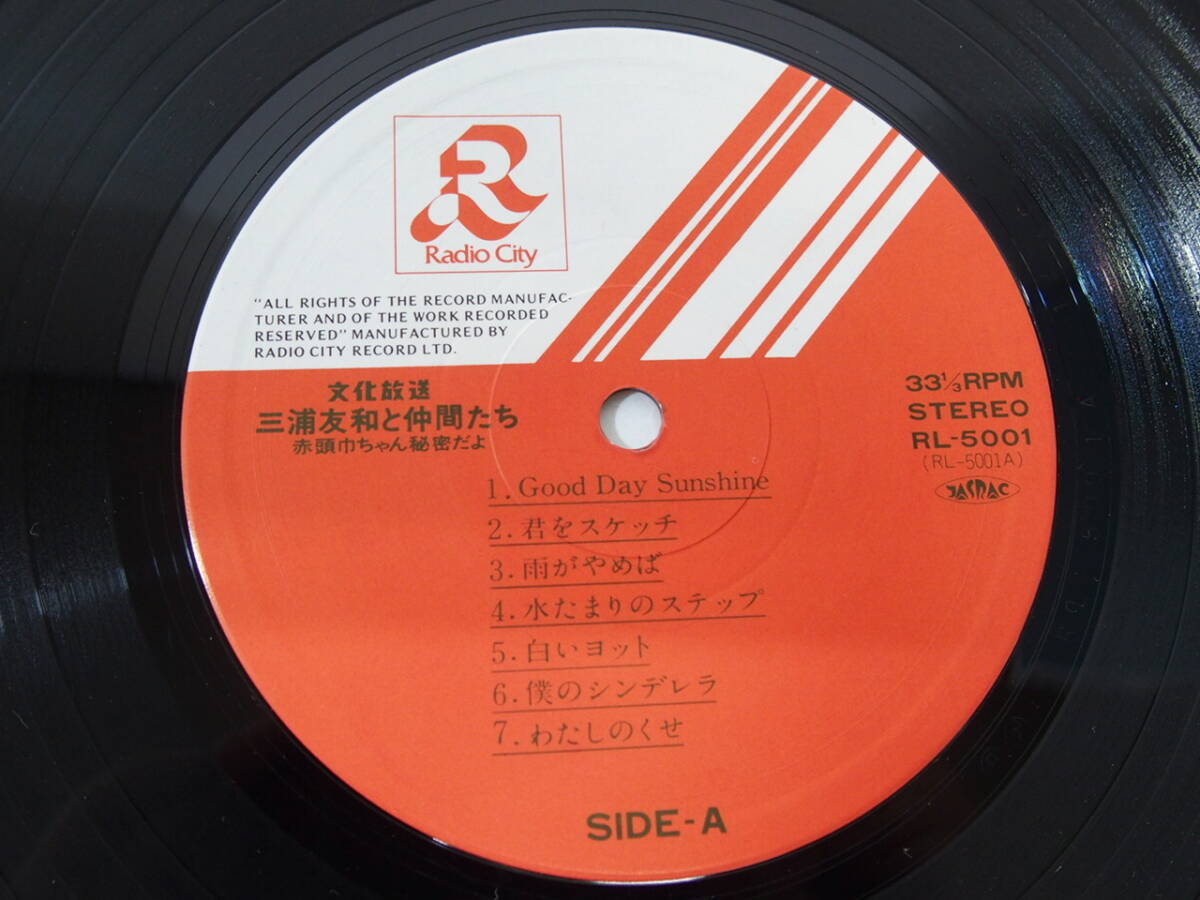 R
Radio City
"ALL RIGHTS OF THE RECORD MANUFAC-
TURER AND OF THE WORK RECORDED
RESERVED" MANUFACTURED BY
RADIO CITY RECORD LTD.
文化放送
三浦友和と仲間たち
赤頭巾ちゃん秘密だよ
33⅓RPM
STEREO
RL-5001
(RL-5001A)
JASRAC
1. Good Day Sunshine
2. 君をスケッチ
3. 雨がやめば
4. 水たまりのステップ
5. 白いヨット
6. 僕のシンデレラ
7. わたしのくせ
SIDE-A